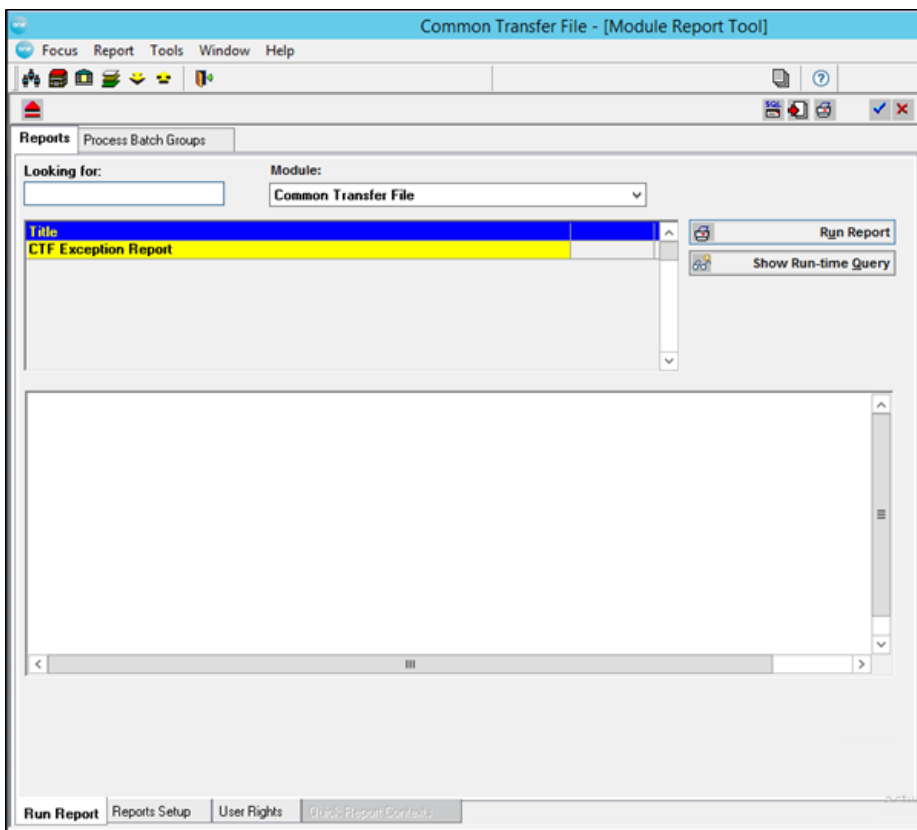 Common Transfer File - [Module Report Tool]
Focus Report Tools Window Help
SQL
Reports Process Batch Groups
Looking for: Module:
Common Transfer File
Title
CTF Exception Report
Run Report
Show Run-time Query
Run Report Reports Setup User Rights Quick Report Contexts